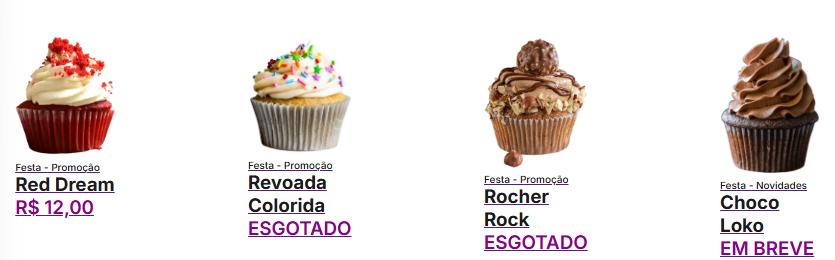 Festa - Promoção
Red Dream
R$ 12,00
Festa - Promoção
Revoada
Colorida
ESGOTADO
Festa - Promoção
Rocher
Rock
ESGOTADO
Festa - Novidades
Choco
Loko
EM BREVE